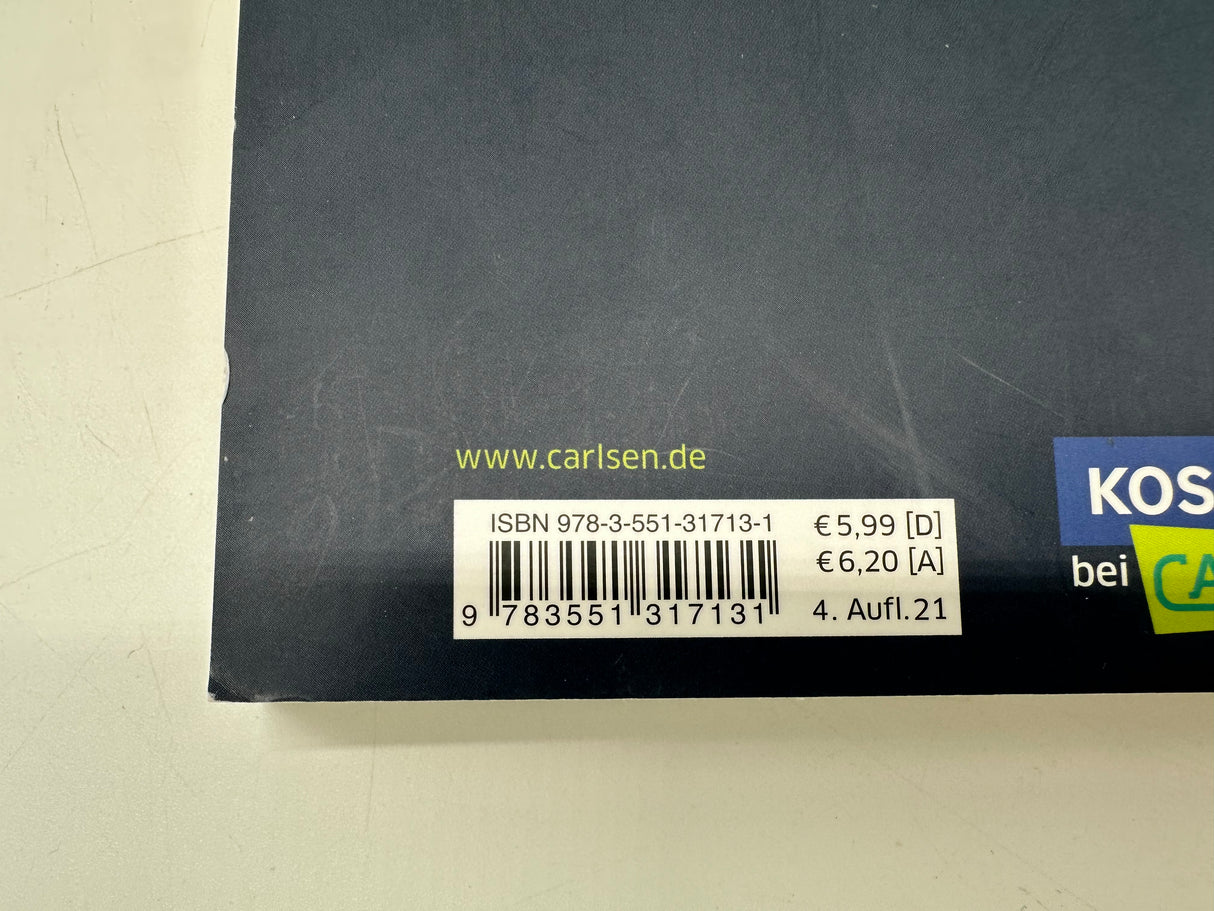 www.carlsen.de
ISBN 978-3-551-31713-1
€ 5,99 [D]
€ 6,20 [A]
9 783551 317131
4. Aufl. 21
KOS
bei CA